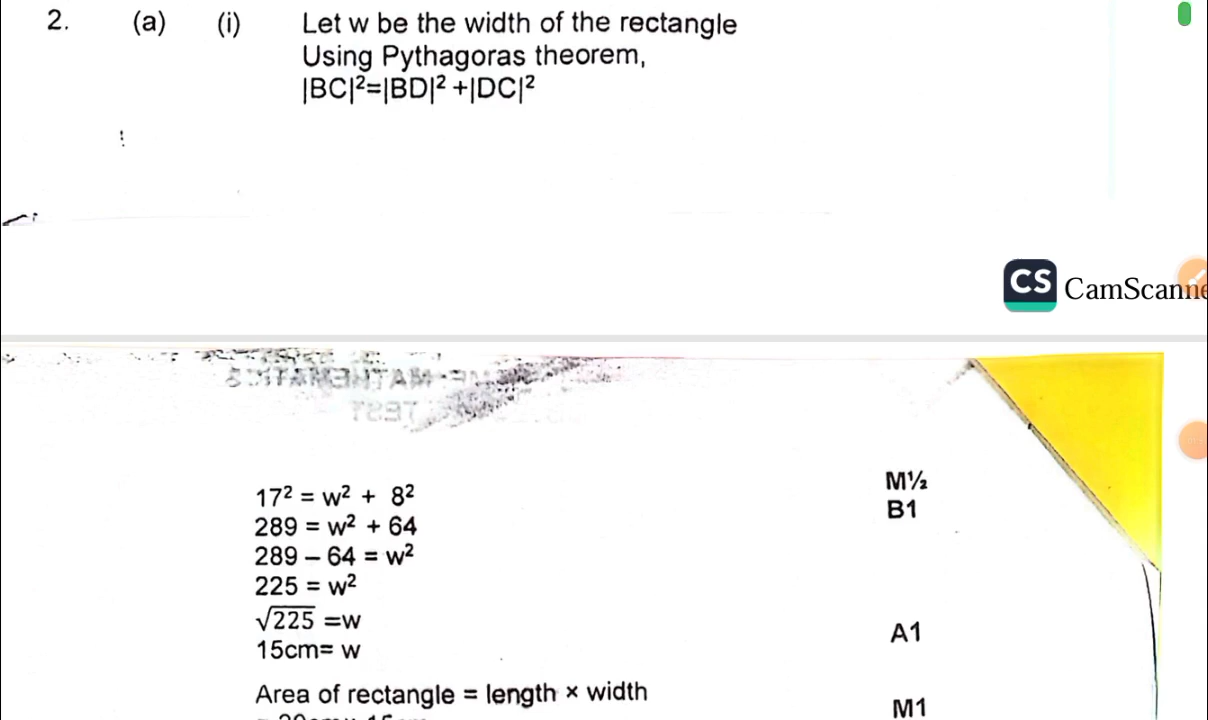 2. (a) (i) Let w be the width of the rectangle
Using Pythagoras theorem,
|BC|²=|BD|² +|DC|²
CS CamScanne
TEST
17² = w² + 8² M½
289 = w² + 64 B1
289 – 64 = w²
225 = w²
√225 =w A1
15cm= w
Area of rectangle = length × width M1